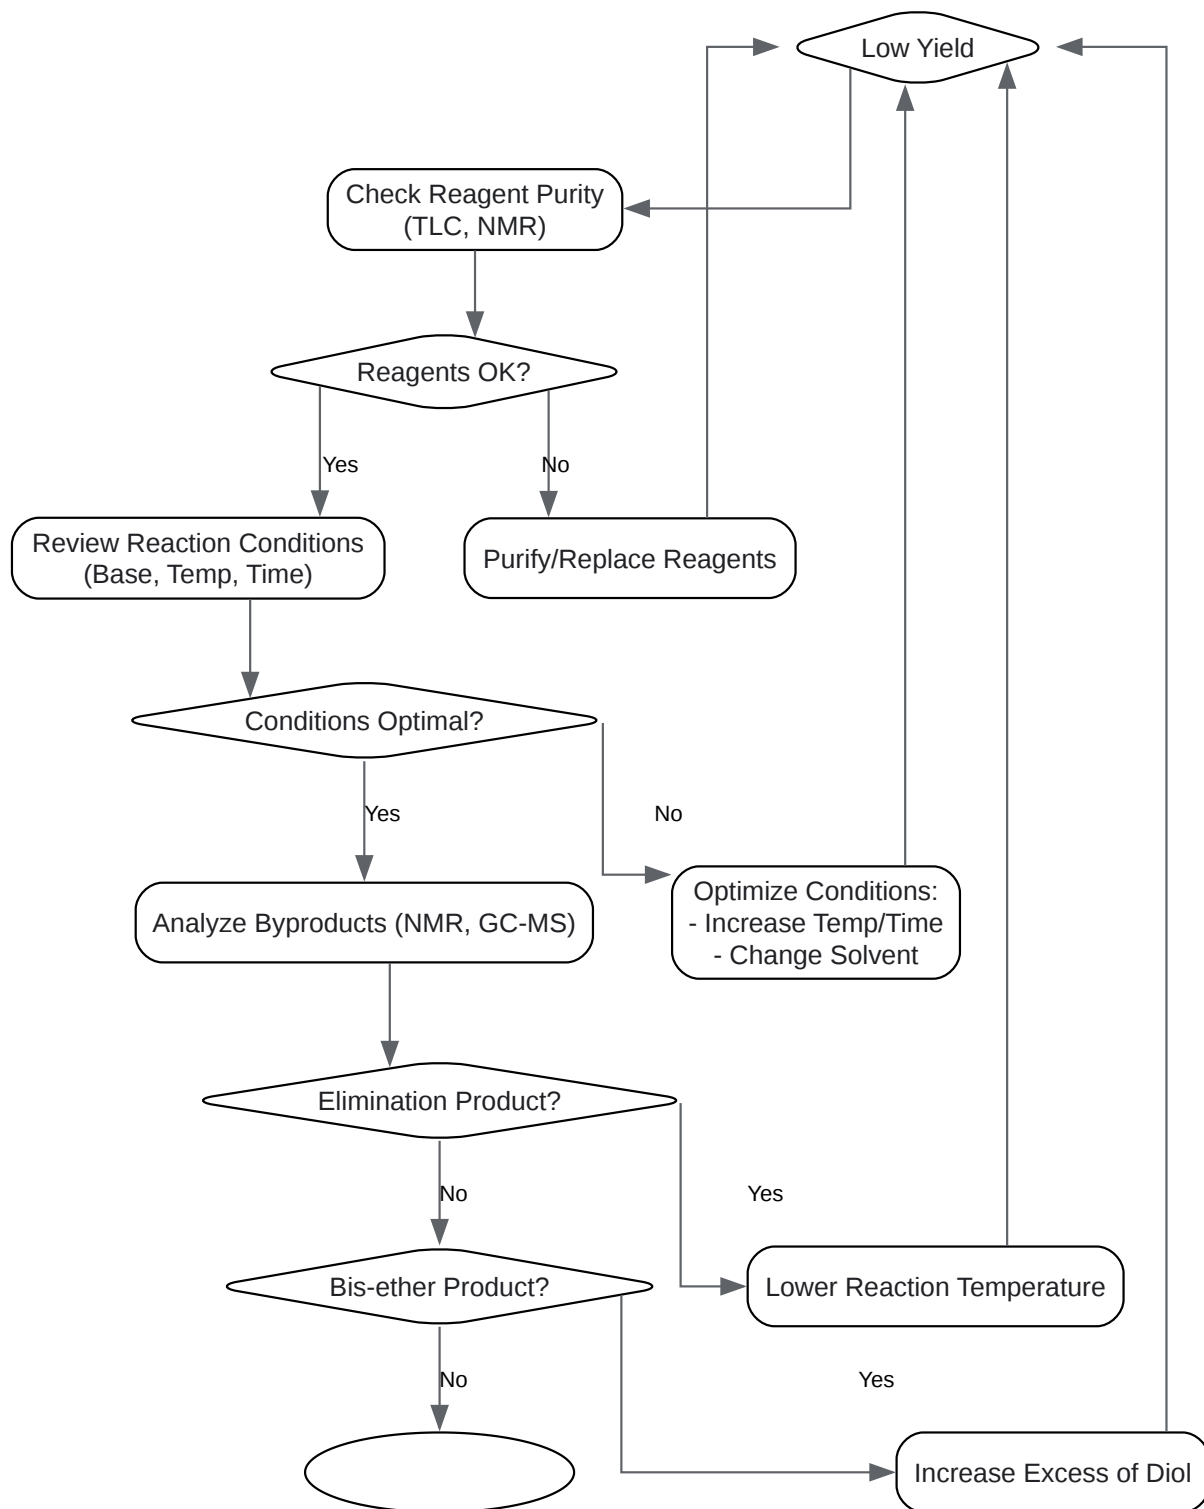 Low Yield
Check Reagent Purity
(TLC, NMR)
Reagents OK?
Yes
No
Review Reaction Conditions
(Base, Temp, Time)
Purify/Replace Reagents
Conditions Optimal?
Yes
No
Optimize Conditions:
- Increase Temp/Time
- Change Solvent
Analyze Byproducts (NMR, GC-MS)
Elimination Product?
No
Yes
Bis-ether Product?
Lower Reaction Temperature
No
Yes
Increase Excess of Diol